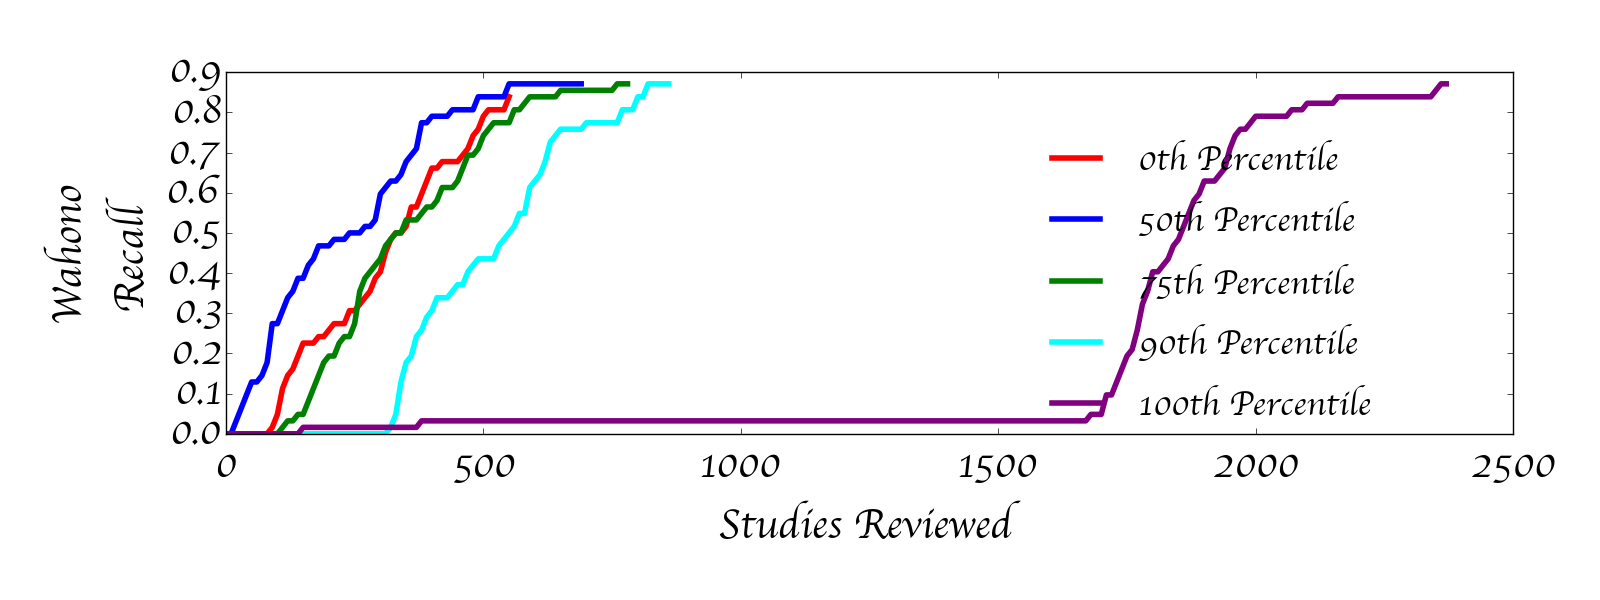 0.9
0.8
0.7
0.6
0.5
0.4
0.3
0.2
0.1
0.0
Wahono
Recall
0th Percentile
50th Percentile
75th Percentile
90th Percentile
100th Percentile
0 500 1000 1500 2000 2500
Studies Reviewed